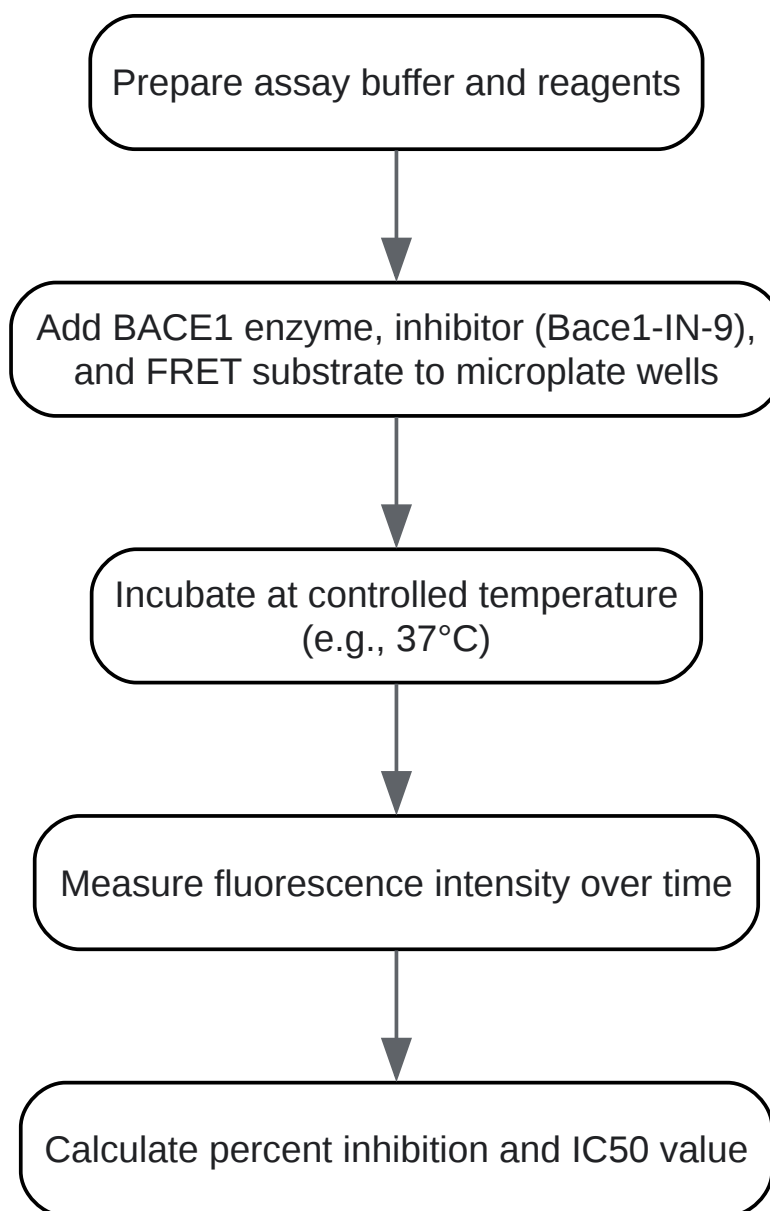 Prepare assay buffer and reagents
Add BACE1 enzyme, inhibitor (Bace1-IN-9),
and FRET substrate to microplate wells
Incubate at controlled temperature
(e.g., 37°C)
Measure fluorescence intensity over time
Calculate percent inhibition and IC50 value